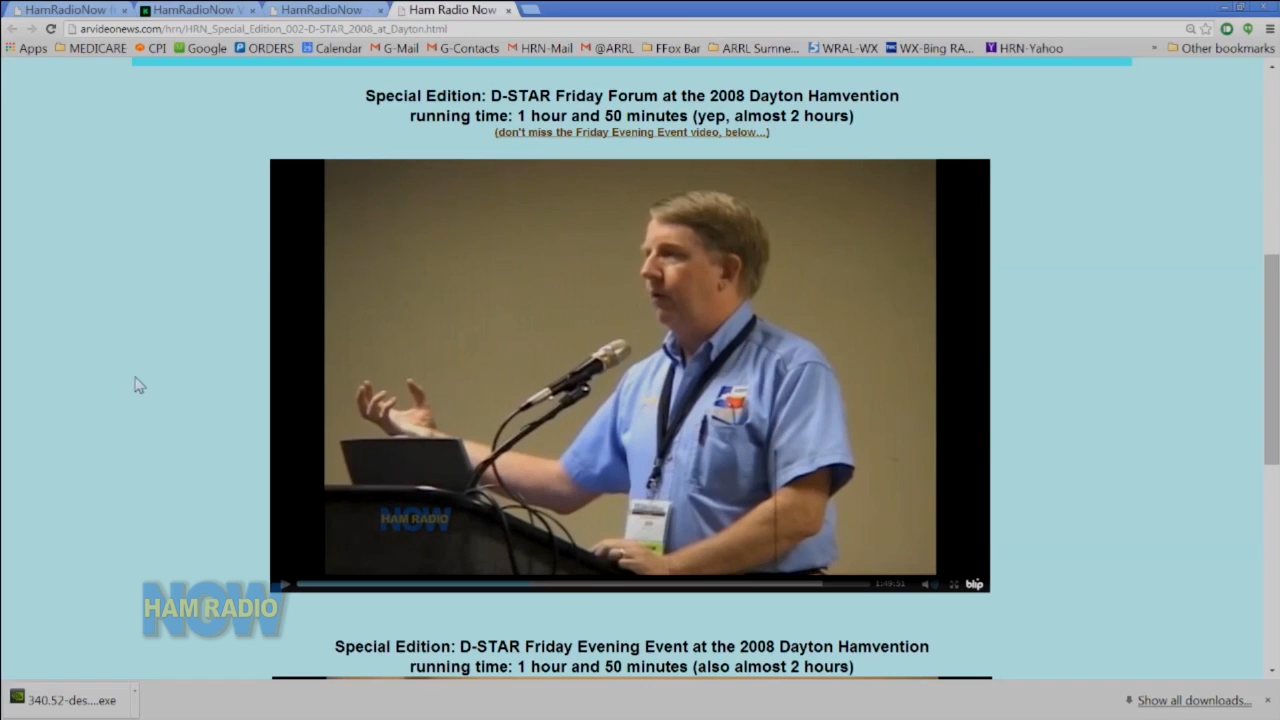 HamRadioNow h
HamRadioNow V
HamRadioNow –
Ham Radio Now
arvideonews.com/hrn/HRN_Special_Edition_002-D-STAR_2008_at_Dayton.html
Apps MEDICARE CPI Google ORDERS Calendar G-Mail G-Contacts HRN-Mail @ARRL FFox Bar ARRL Sumne... WRAL-WX WX-Bing RA... HRN-Yahoo » Other bookmarks
Special Edition: D-STAR Friday Forum at the 2008 Dayton Hamvention
running time: 1 hour and 50 minutes (yep, almost 2 hours)
(don't miss the Friday Evening Event video, below...)
NOW
HAM RADIO
1:49:51
blip
NOW
HAM RADIO
Special Edition: D-STAR Friday Evening Event at the 2008 Dayton Hamvention
running time: 1 hour and 50 minutes (also almost 2 hours)
340.52-des....exe
Show all downloads...